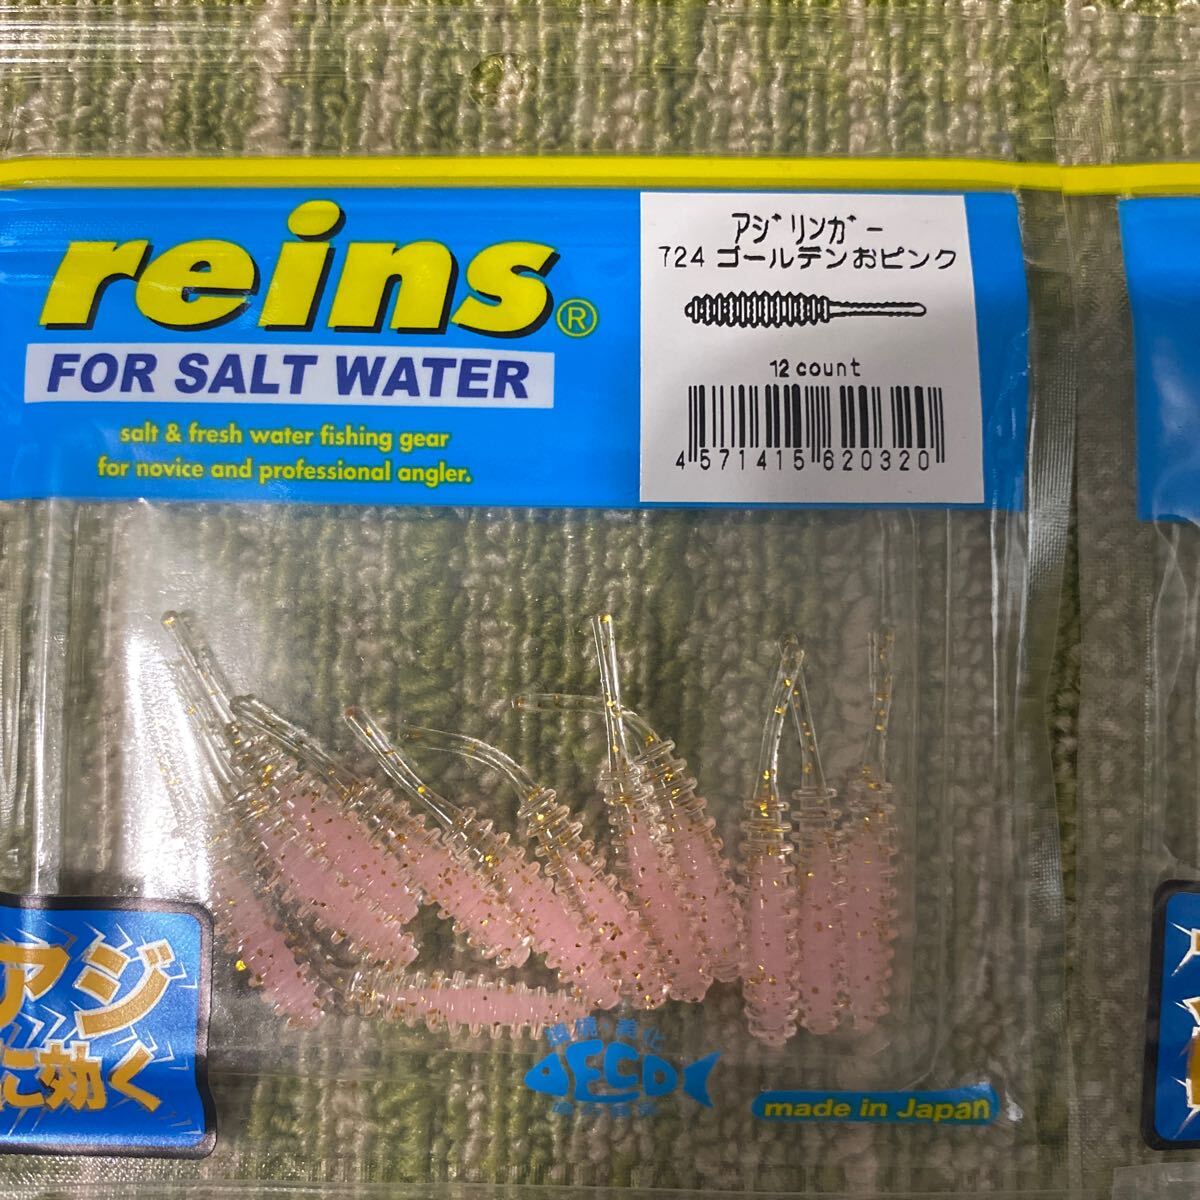 reins®
FOR SALT WATER
salt & fresh water fishing gear
for novice and professional angler.
アジリンガー
724 ゴールデンおピンク
12 count
4 571415 620320
アジ
に効く
ECO
made in Japan